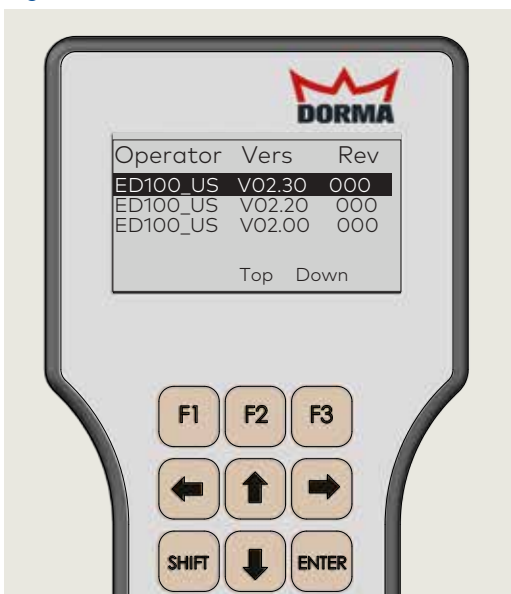 DORMA
Operator Vers Rev
ED100_US V02.30 000
ED100_US V02.20 000
ED100_US V02.00 000
Top Down
F1 F2 F3
SHIFT ENTER